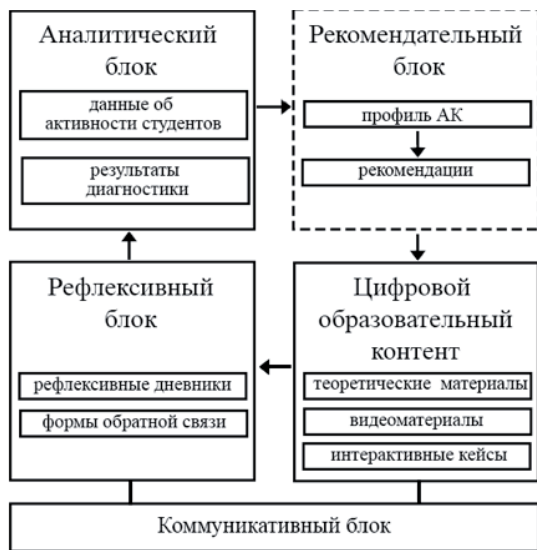 Аналитический
блок
данные об
активности студентов
результаты
диагностики
Рекомендательный
блок
профиль АК
рекомендации
Рефлексивный
блок
рефлексивные дневники
формы обратной связи
Цифровой
образовательный
контент
теоретические материалы
видеоматериалы
интерактивные кейсы
Коммуникативный блок